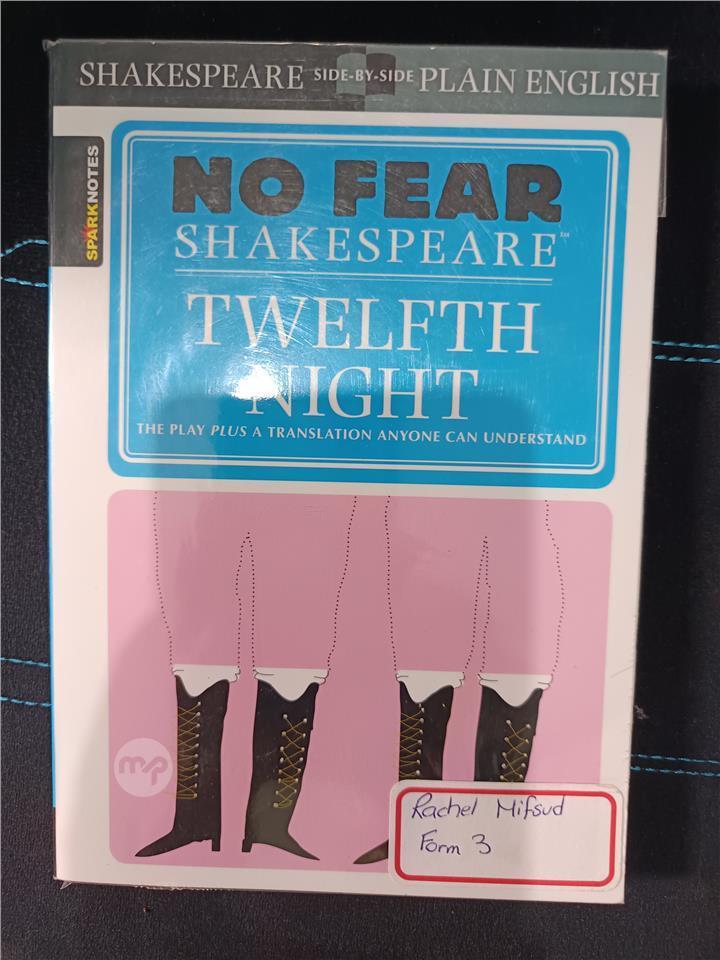 SHAKESPEARE SIDE-BY-SIDE PLAIN ENGLISH
SPARKNOTES
NO FEAR
SHAKESPEARE™
TWELFTH
NIGHT
THE PLAY PLUS A TRANSLATION ANYONE CAN UNDERSTAND
mp
Rachel Mifsud
Form 3